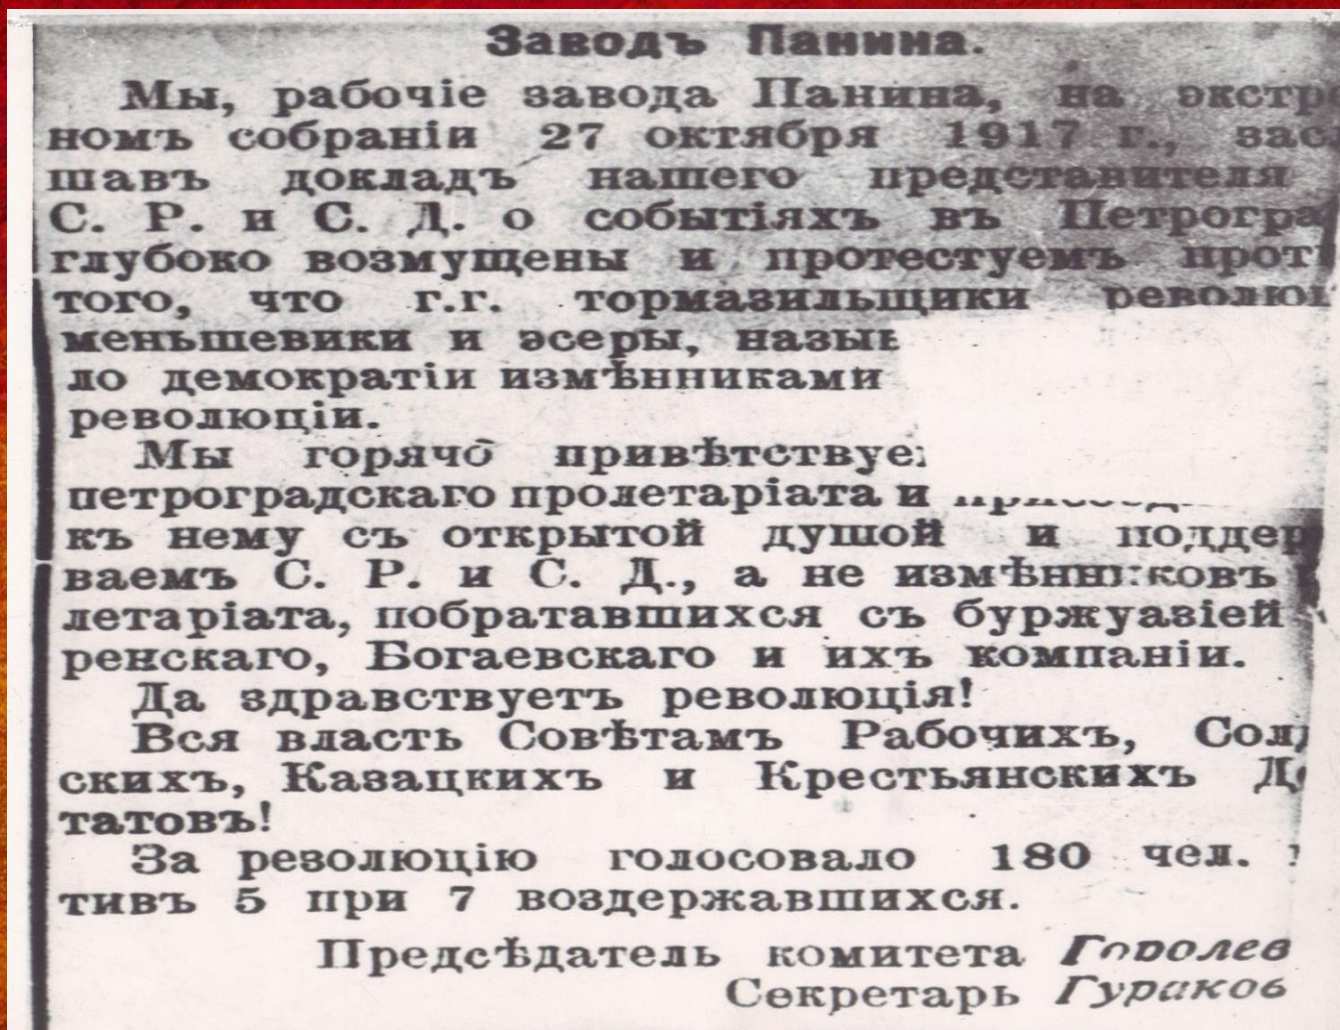 Заводъ Панина.
Мы, рабочіе завода Панина, на экстр
номъ собраніи 27 октября 1917 г., зас
шавъ докладъ нашего представителя
С. Р. и С. Д. о событіяхъ въ Петрогра
глубоко возмущены и протестуемъ прот
того, что г.г. тормазильщики револю
меньшевики и эсеры, назыв
ло демократіи измѣнниками
революціи.
Мы горячо привѣтствуе
петроградскаго пролетаріата и
къ нему съ открытой душой и поддер
ваемъ С. Р. и С. Д., а не измѣнниковъ
летаріата, побратавшихся съ буржуазіей
ренскаго, Богаевскаго и ихъ компаніи.
Да здравствуетъ революція!
Вся власть Совѣтамъ Рабочихъ, Сол
скихъ, Казацкихъ и Крестьянскихъ Де
татовъ!
За резолюцію голосовало 180 чел.
тивъ 5 при 7 воздержавшихся.
Предсѣдатель комитета
Секретарь Гураков